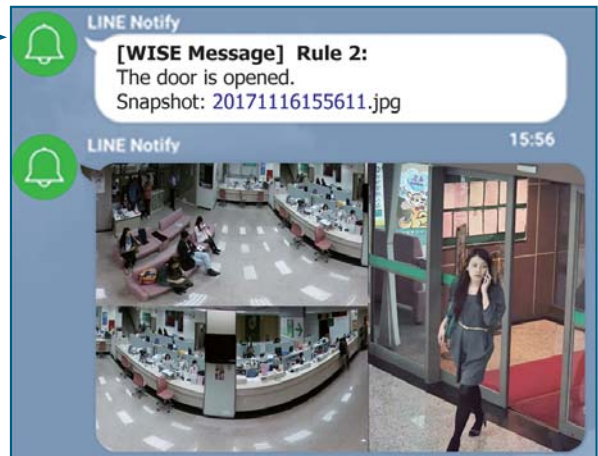 LINE Notify
[WISE Message] Rule 2:
The door is opened.
Snapshot: 20171116155611.jpg
15:56
LINE Notify